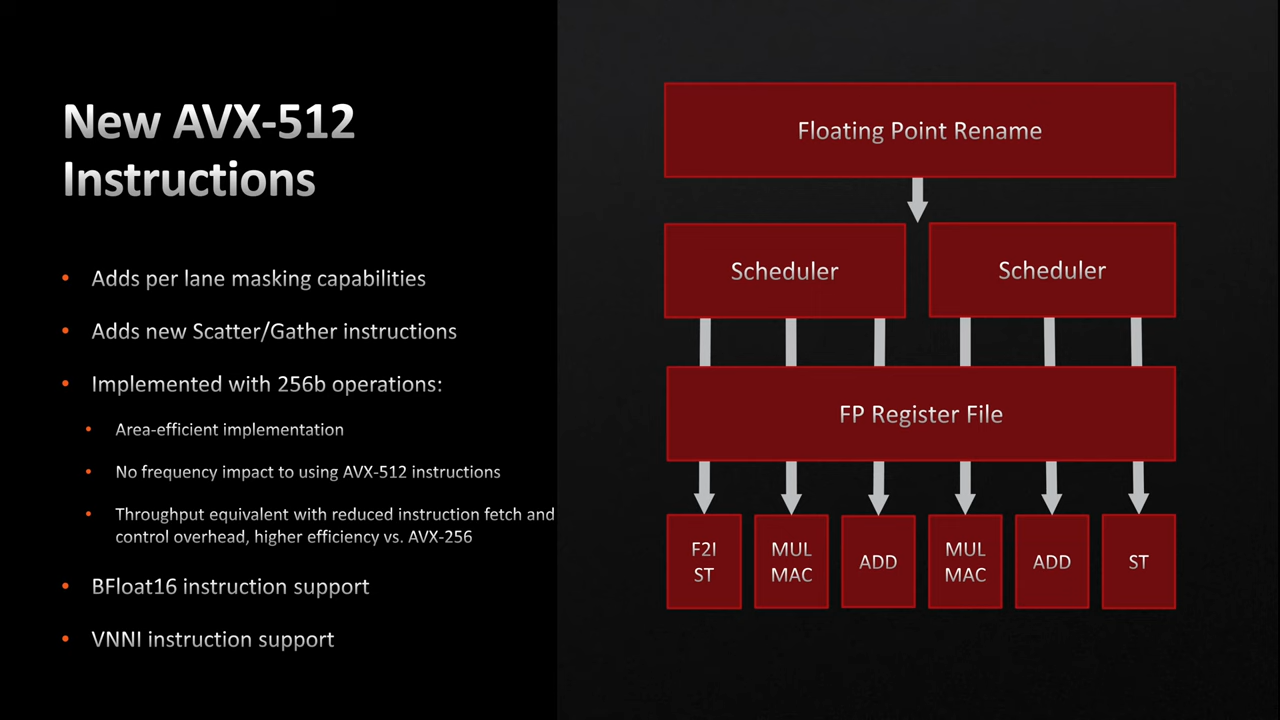 New AVX-512
Instructions
• Adds per lane masking capabilities
• Adds new Scatter/Gather instructions
• Implemented with 256b operations:
• Area-efficient implementation
• No frequency impact to using AVX-512 instructions
• Throughput equivalent with reduced instruction fetch and
control overhead, higher efficiency vs. AVX-256
• BFloat16 instruction support
• VNNI instruction support
Floating Point Rename
Scheduler
Scheduler
FP Register File
F2I
ST
MUL
MAC
ADD
MUL
MAC
ADD
ST